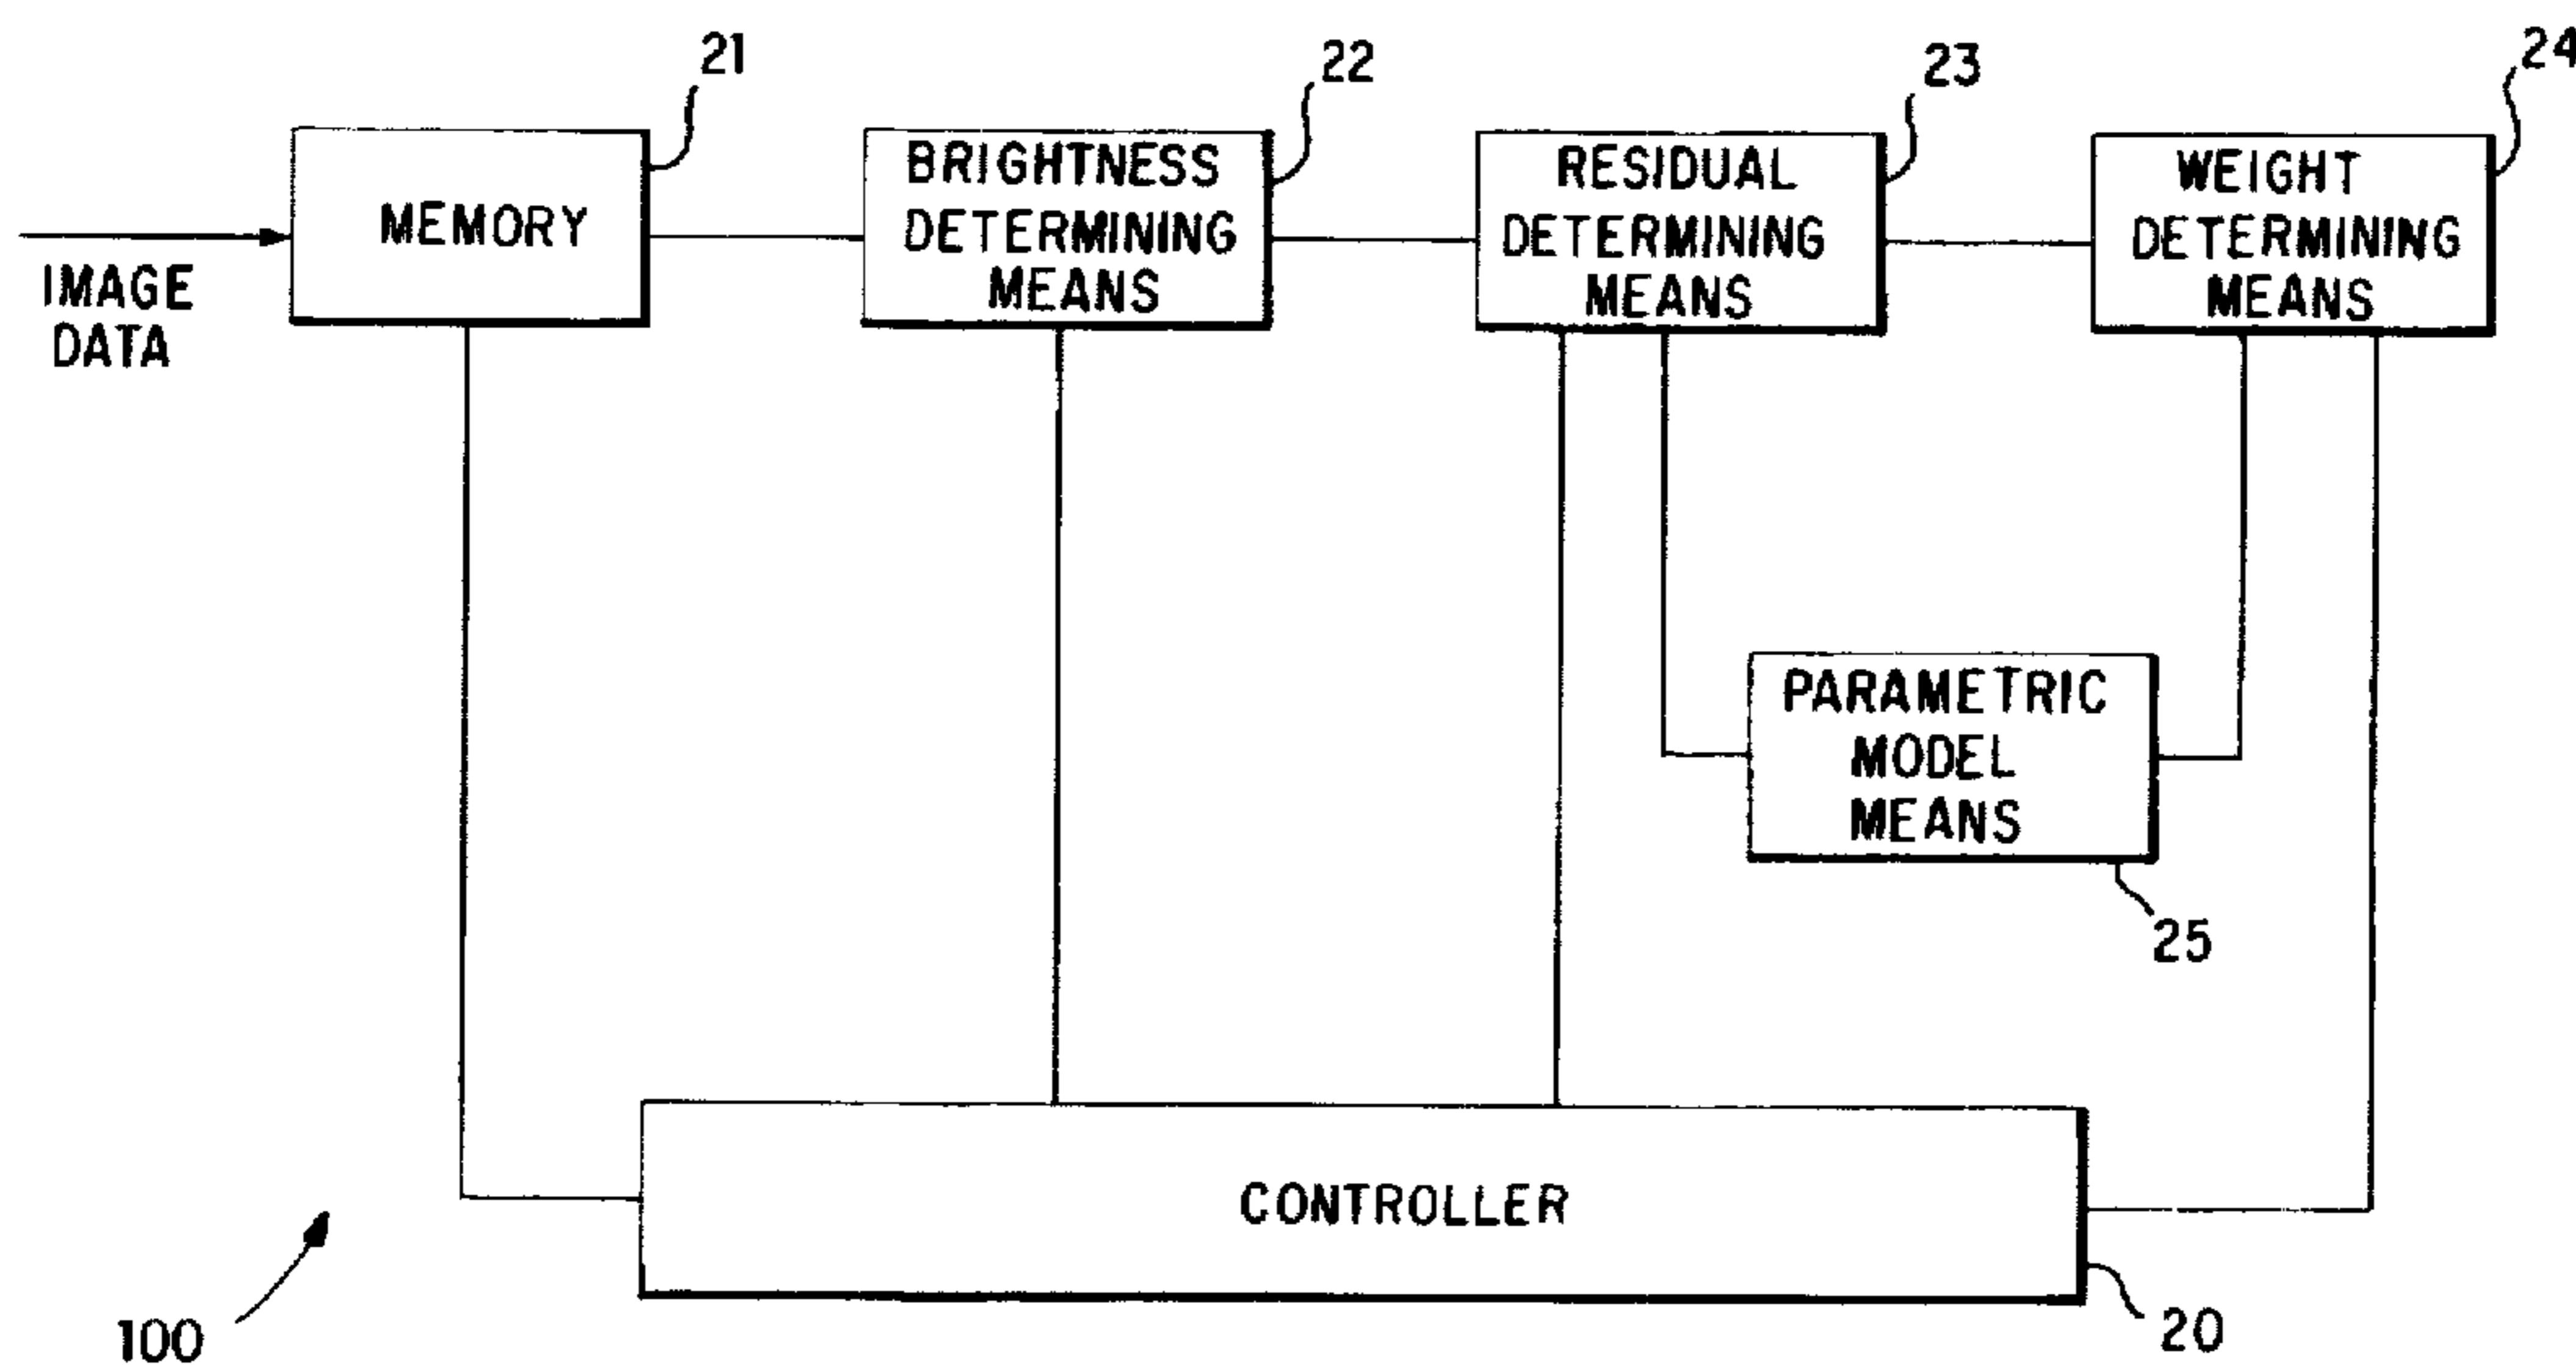 21
22
23
24
MEMORY
BRIGHTNESS
DETERMINING
MEANS
RESIDUAL
DETERMINING
MEANS
WEIGHT
DETERMINING
MEANS
IMAGE
DATA
PARAMETRIC
MODEL
MEANS
25
CONTROLLER
100
20